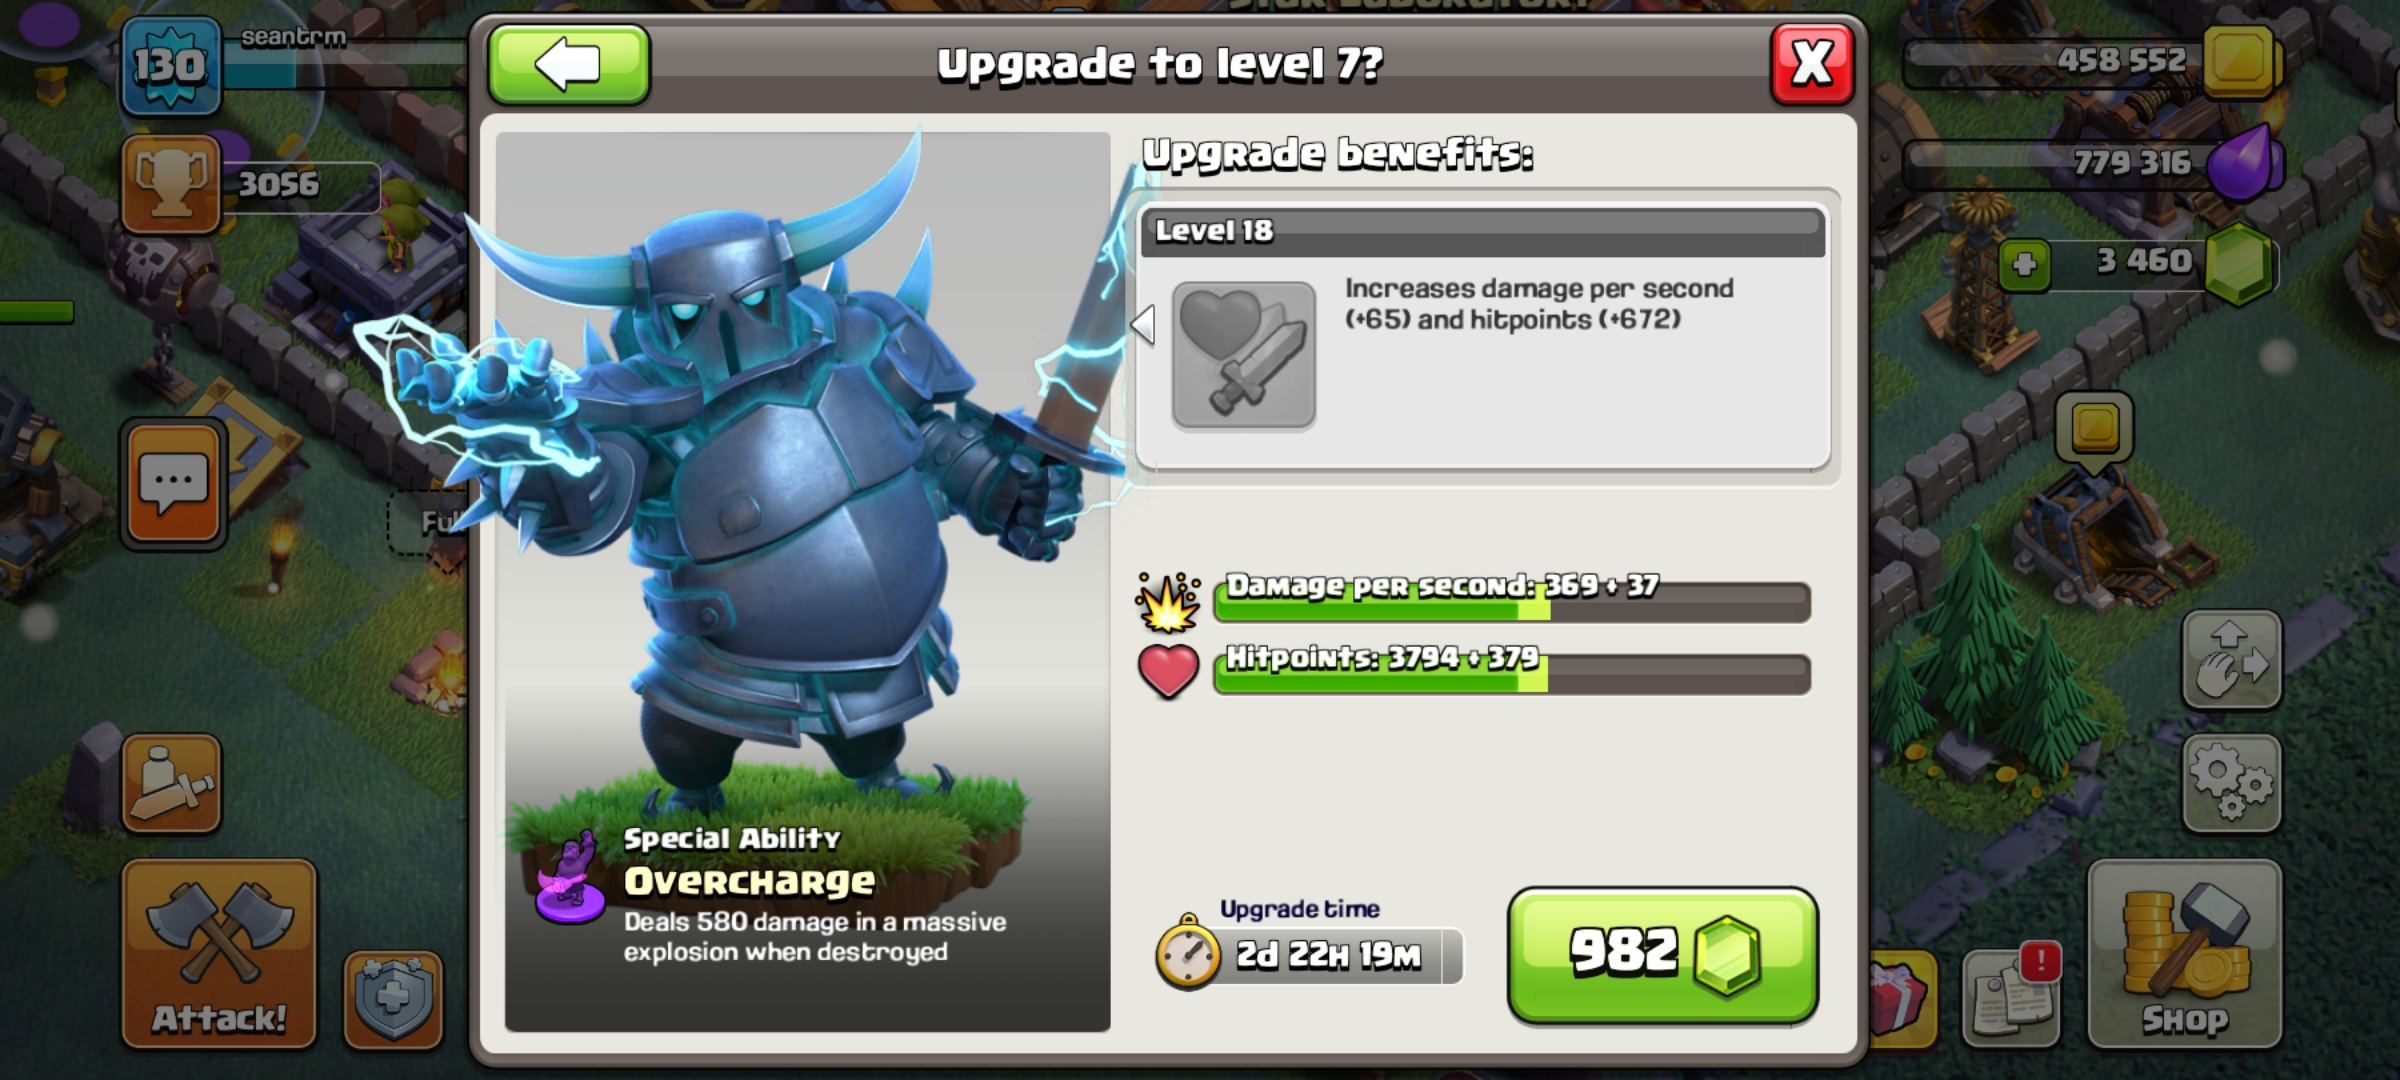 130
seantrm
3056
Upgrade to level 7?
X
458 552
779 316
3 460
Upgrade benefits:
Level 18
Increases damage per second
(+65) and hitpoints (+672)
Damage per second: 369 + 37
Hitpoints: 3794 + 379
Special Ability
Overcharge
Deals 580 damage in a massive
explosion when destroyed
Upgrade time
2d 22H 19M
982
Attack!
!
Shop